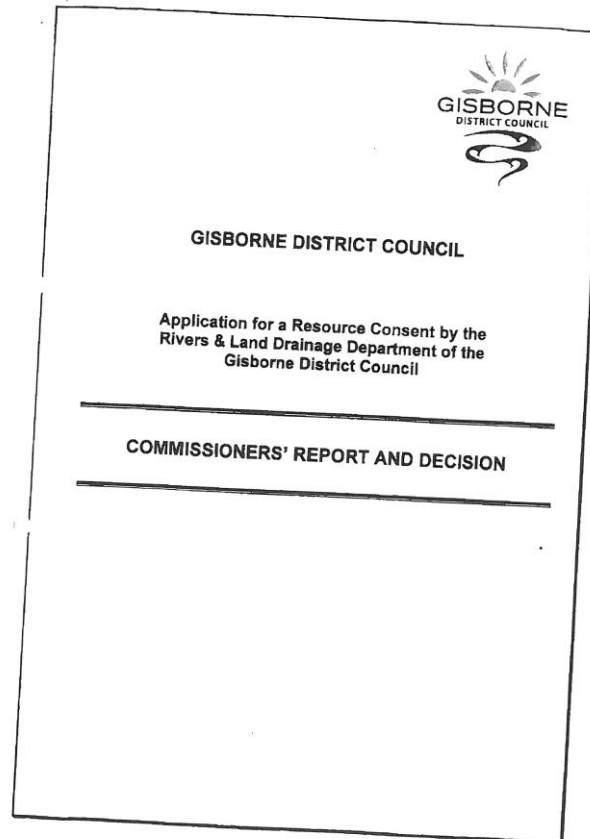 GISBORNE
DISTRICT COUNCIL
GISBORNE DISTRICT COUNCIL
Application for a Resource Consent by the
Rivers & Land Drainage Department of the
Gisborne District Council
COMMISSIONERS' REPORT AND DECISION